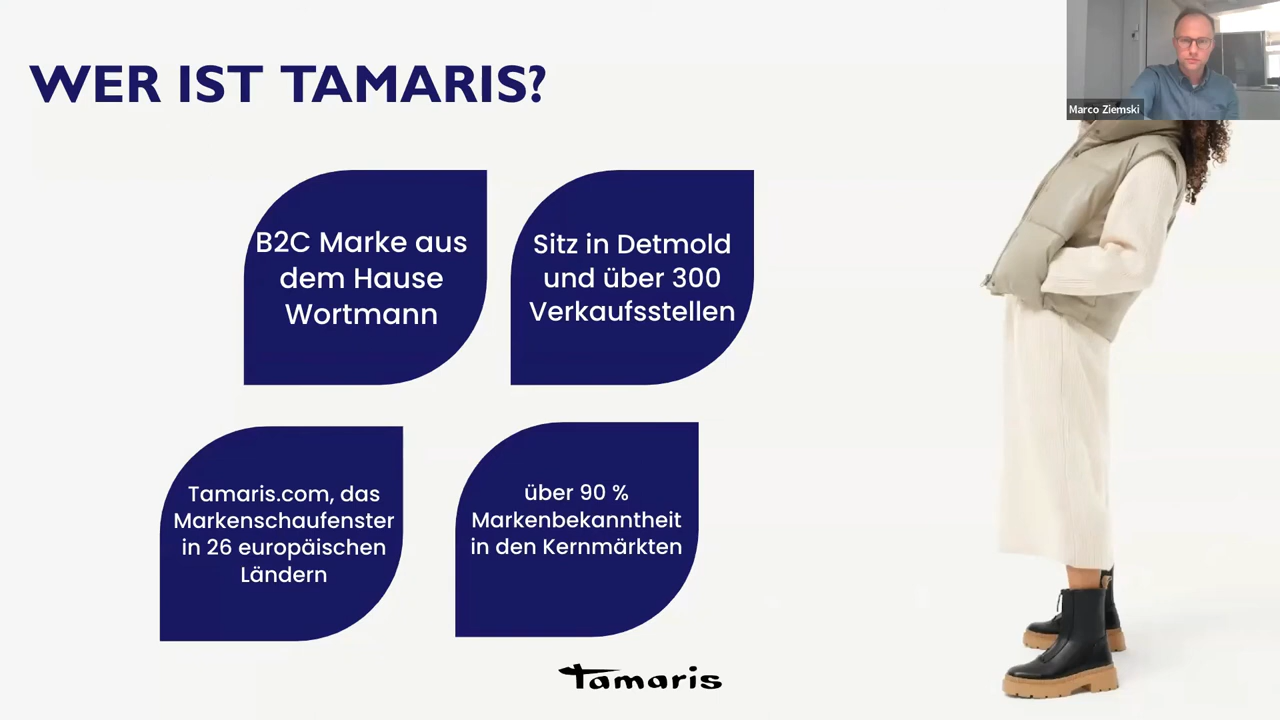 WER IST TAMARIS?
Marco Ziemski
B2C Marke aus
dem Hause
Wortmann
Sitz in Detmold
und über 300
Verkaufsstellen
Tamaris.com, das
Markenschaufenster
in 26 europäischen
Ländern
über 90 %
Markenbekanntheit
in den Kernmärkten
Tamaris